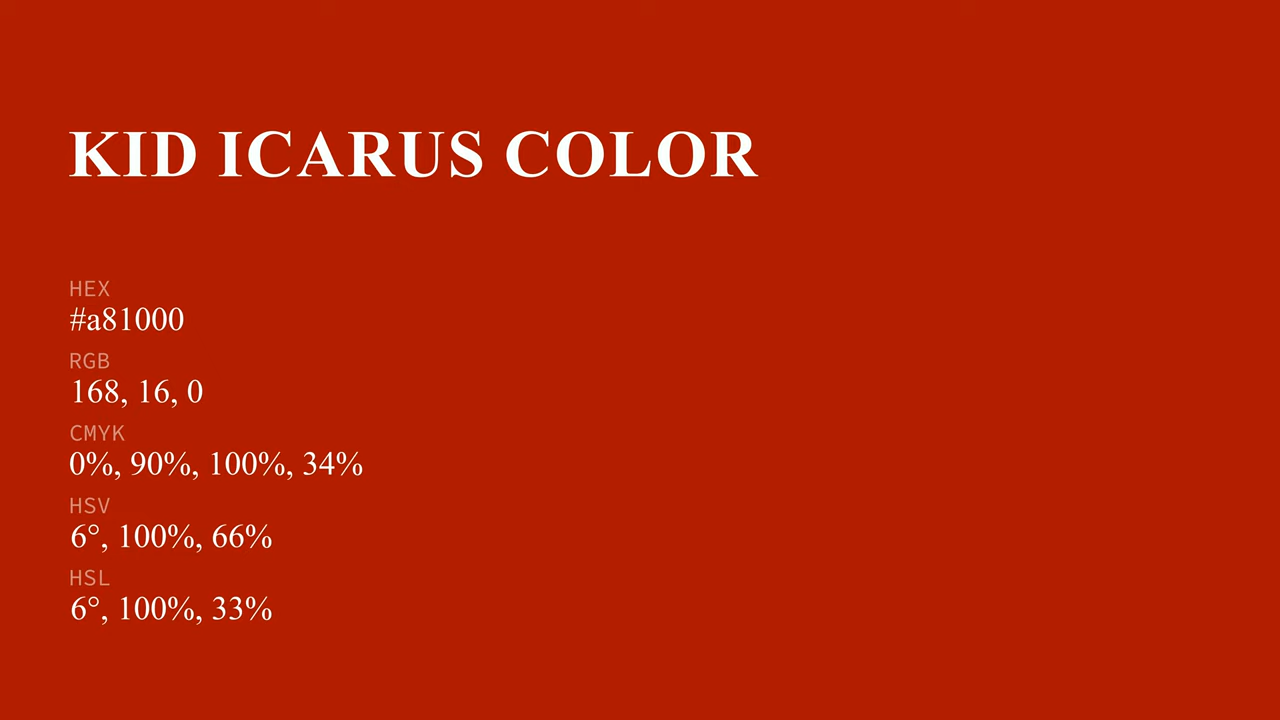 KID ICARUS COLOR
HEX
#a81000
RGB
168, 16, 0
CMYK
0%, 90%, 100%, 34%
HSV
6°, 100%, 66%
HSL
6°, 100%, 33%